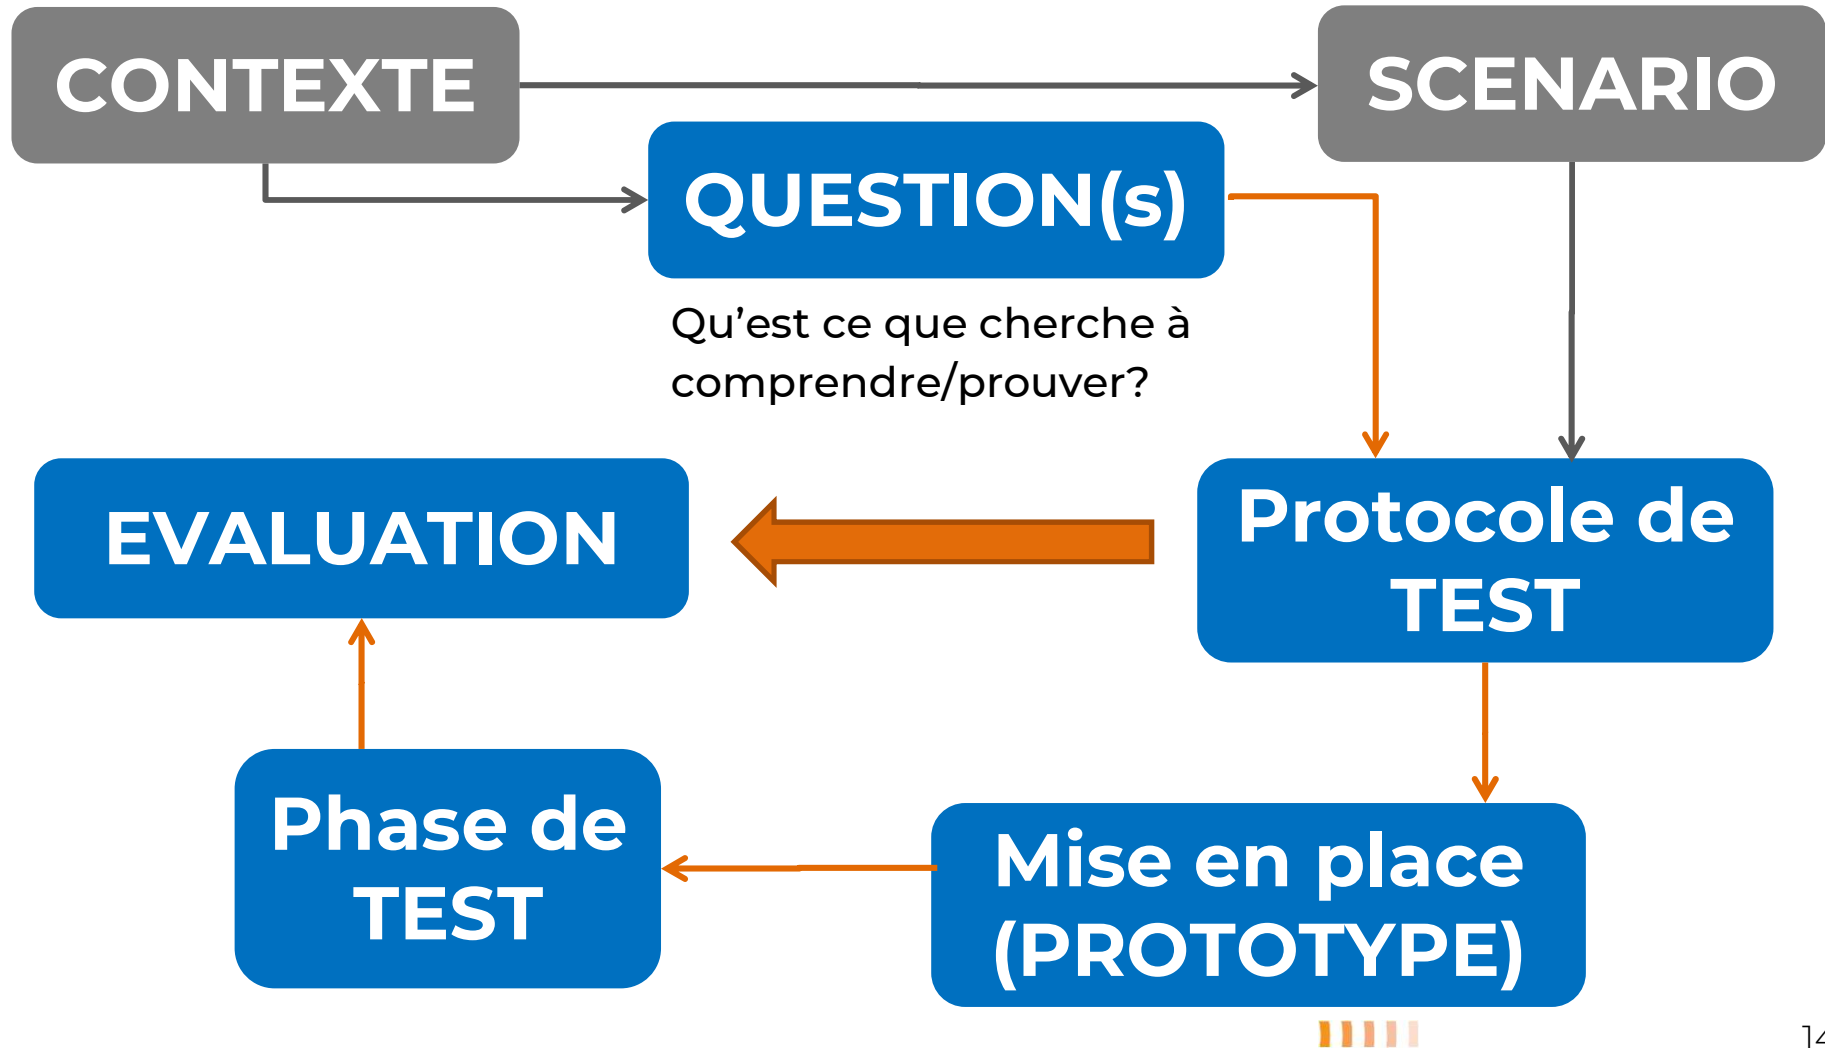 CONTEXTE
SCENARIO
QUESTION(s)
Qu’est ce que cherche à
comprendre/prouver?
EVALUATION
Protocole de
TEST
Phase de
TEST
Mise en place
(PROTOTYPE)
14